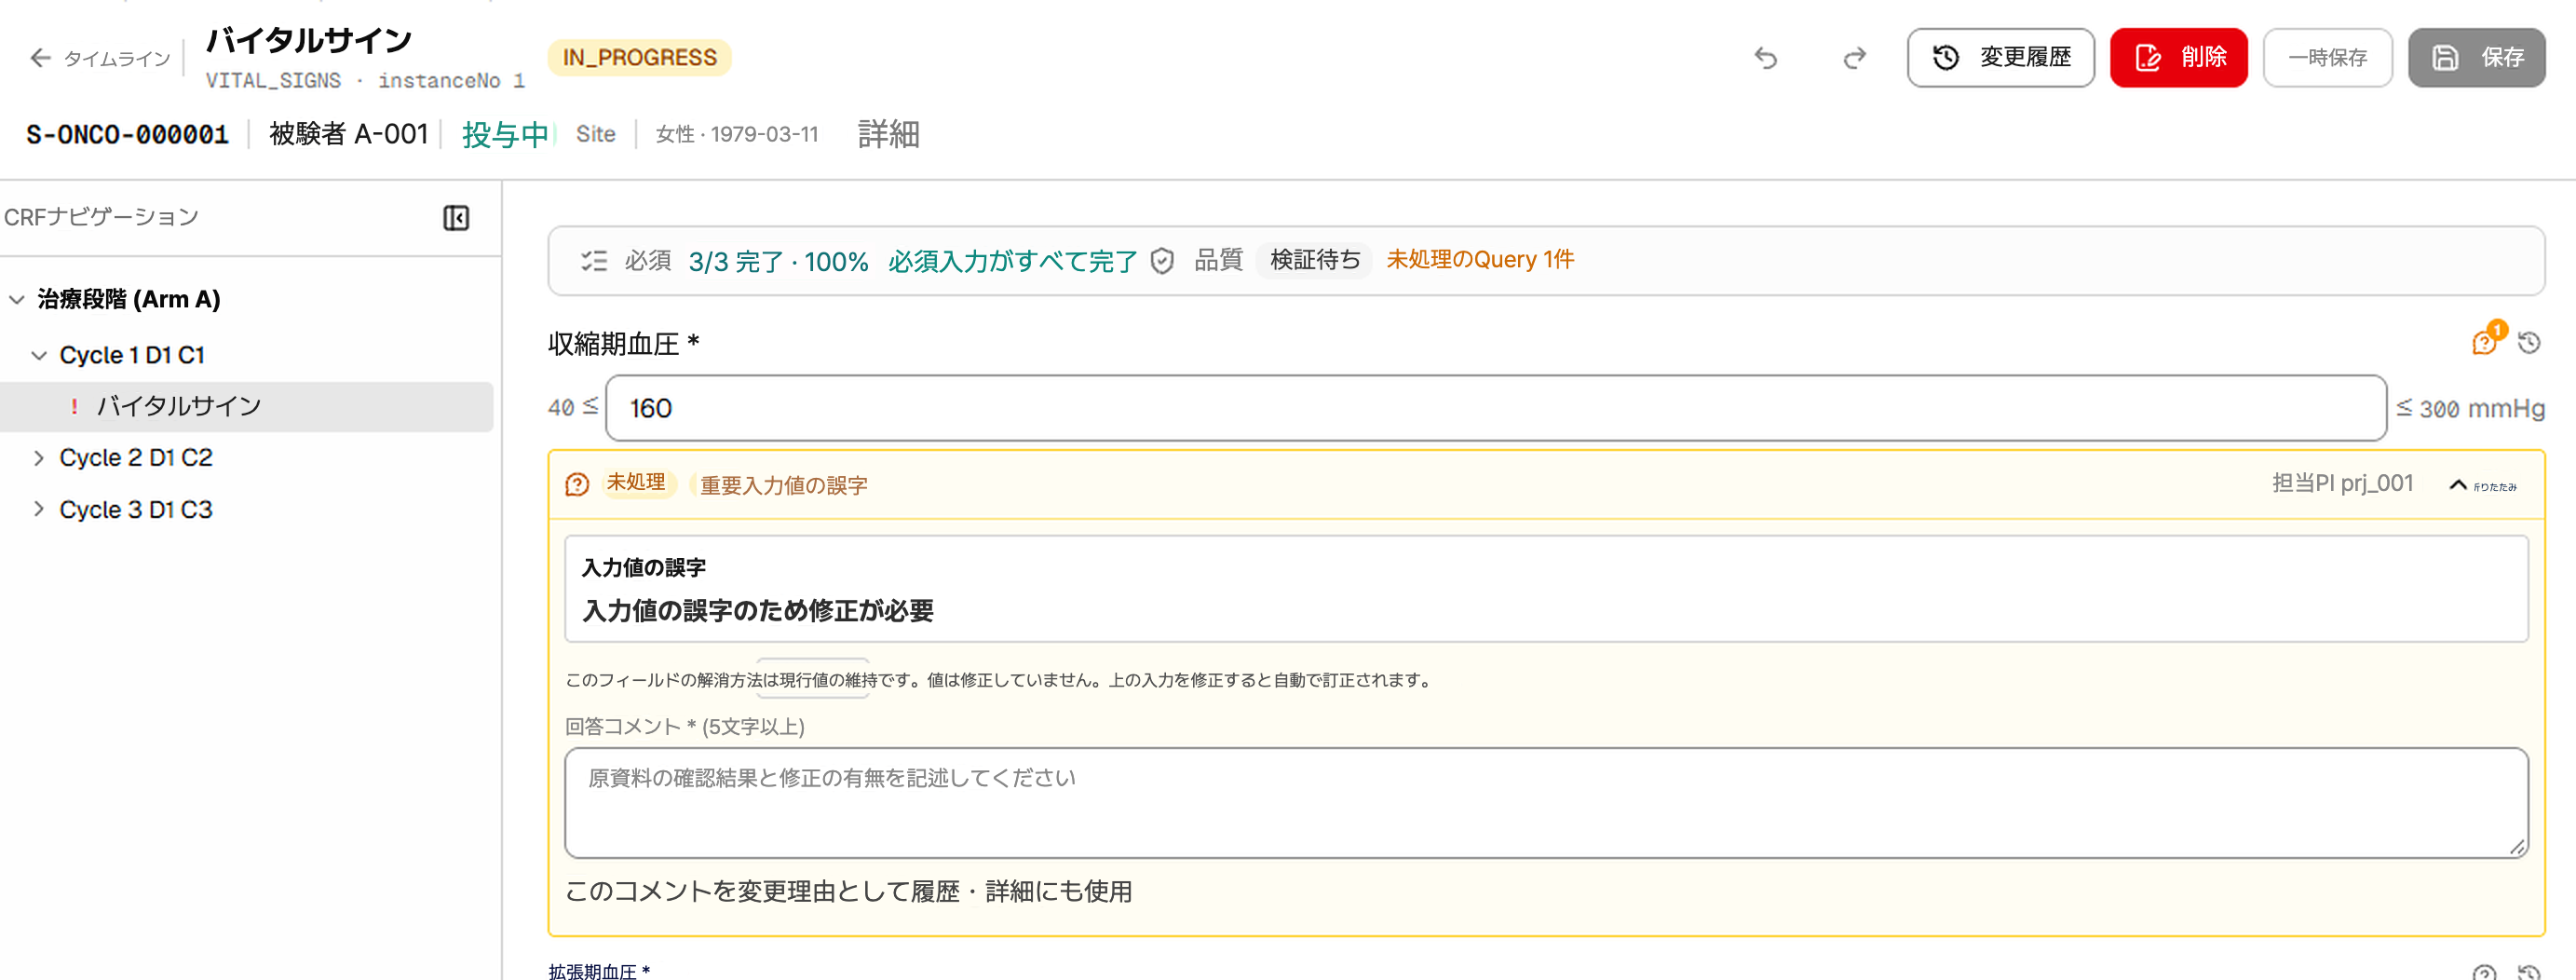 タイムライン
バイタルサイン
VITAL_SIGNS · instanceNo 1
IN_PROGRESS
変更履歴
削除
一時保存
保存
S-ONCO-000001
被験者 A-001
投与中
Site
女性 · 1979-03-11
詳細
CRFナビゲーション
治療段階 (Arm A)
Cycle 1 D1 C1
! バイタルサイン
Cycle 2 D1 C2
Cycle 3 D1 C3
必須 3/3 完了 · 100% 必須入力がすべて完了 品質 検証待ち 未処理のQuery 1件
収縮期血圧 *
1
40 ≤ 160 ≤ 300 mmHg
未処理 重要入力値の誤字 担当PI prj_001
りたたみ
入力値の誤字
入力値の誤字のため修正が必要
このフィールドの解消方法は現行値の維持です。値は修正していません。上の入力を修正すると自動で訂正されます。
回答コメント * (5文字以上)
原資料の確認結果と修正の有無を記述してください
このコメントを変更理由として履歴・詳細にも使用
拡張期血圧 *